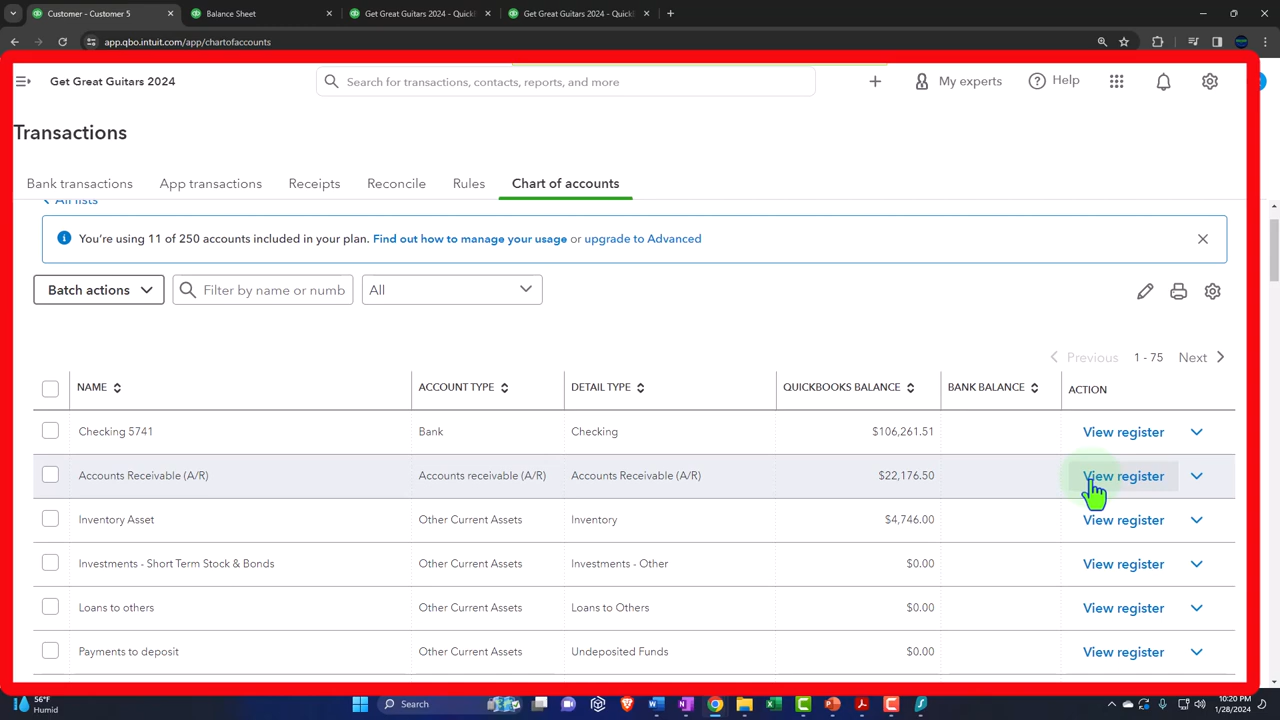 Customer - Customer 5
Balance Sheet
Get Great Guitars 2024 - Quick
Get Great Guitars 2024 - Quick
app.qbo.intuit.com/app/chartofaccounts
Get Great Guitars 2024
Search for transactions, contacts, reports, and more
My experts
Help
Transactions
Bank transactions
App transactions
Receipts
Reconcile
Rules
Chart of accounts
All lists
You're using 11 of 250 accounts included in your plan. Find out how to manage your usage or upgrade to Advanced
Batch actions
Filter by name or numb
All
Previous 1 - 75 Next
NAME ACCOUNT TYPE DETAIL TYPE QUICKBOOKS BALANCE BANK BALANCE ACTION
Checking 5741 Bank Checking $106,261.51 View register
Accounts Receivable (A/R) Accounts receivable (A/R) Accounts Receivable (A/R) $22,176.50 View register
Inventory Asset Other Current Assets Inventory $4,746.00 View register
Investments - Short Term Stock & Bonds Other Current Assets Investments - Other $0.00 View register
Loans to others Other Current Assets Loans to Others $0.00 View register
Payments to deposit Other Current Assets Undeposited Funds $0.00 View register
56°F
Humid
Search
10:20 PM
1/28/2024